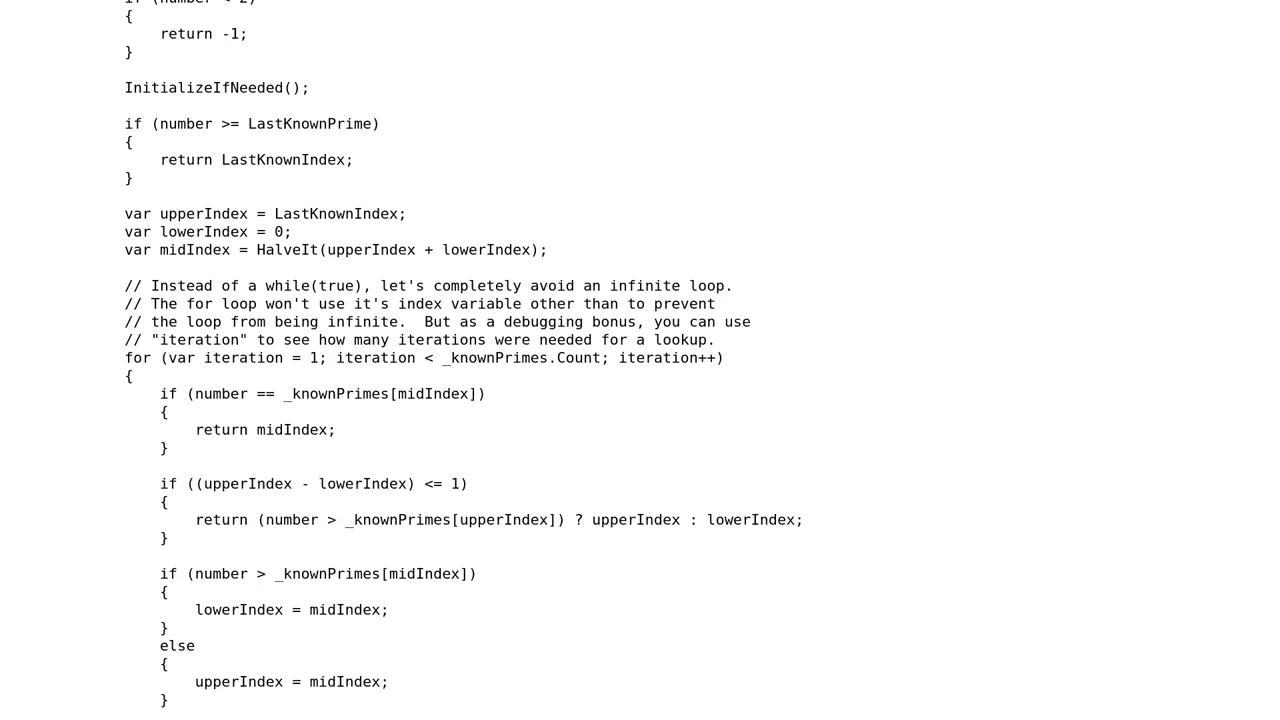 if (number < 2)
{
return -1;
}
InitializeIfNeeded();
if (number >= LastKnownPrime)
{
return LastKnownIndex;
}
var upperIndex = LastKnownIndex;
var lowerIndex = 0;
var midIndex = HalveIt(upperIndex + lowerIndex);
// Instead of a while(true), let's completely avoid an infinite loop.
// The for loop won't use it's index variable other than to prevent
// the loop from being infinite.  But as a debugging bonus, you can use
// "iteration" to see how many iterations were needed for a lookup.
for (var iteration = 1; iteration < _knownPrimes.Count; iteration++)
{
if (number == _knownPrimes[midIndex])
{
return midIndex;
}
if ((upperIndex - lowerIndex) <= 1)
{
return (number > _knownPrimes[upperIndex]) ? upperIndex : lowerIndex;
}
if (number > _knownPrimes[midIndex])
{
lowerIndex = midIndex;
}
else
{
upperIndex = midIndex;
}